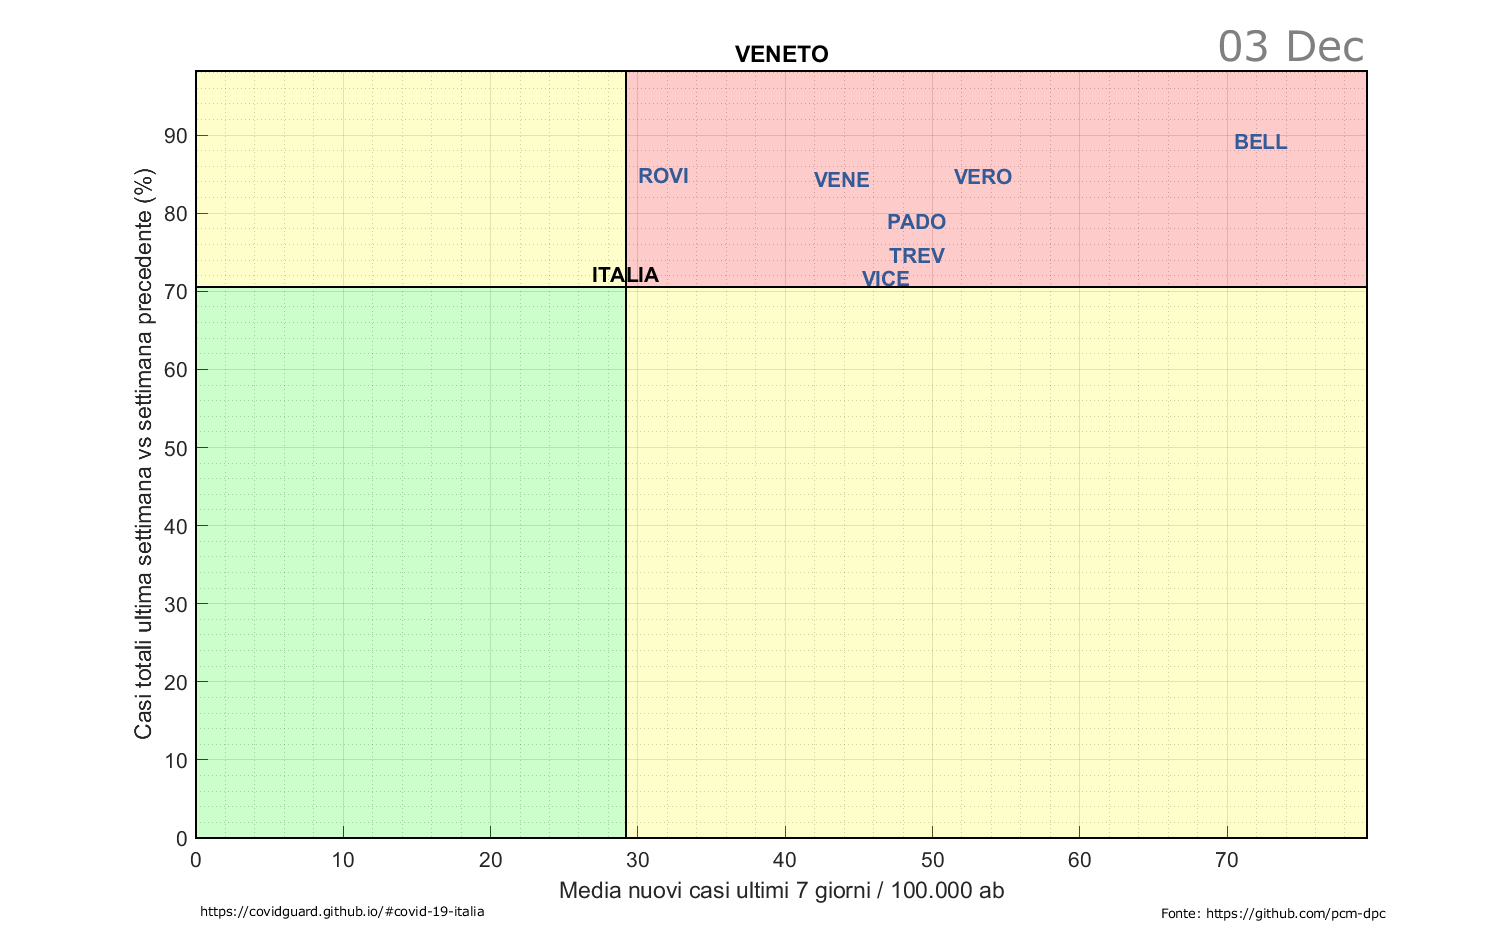 03 Dec
VENETO
Casi totali ultima settimana vs settimana precedente (%)
90
80
70
60
50
40
30
20
10
0
BELL
ROVI
VENE
VERO
PADO
TREV
ITALIA
VICE
0 10 20 30 40 50 60 70
Media nuovi casi ultimi 7 giorni / 100.000 ab
https://covidguard.github.io/#covid-19-italia
Fonte: https://github.com/pcm-dpc